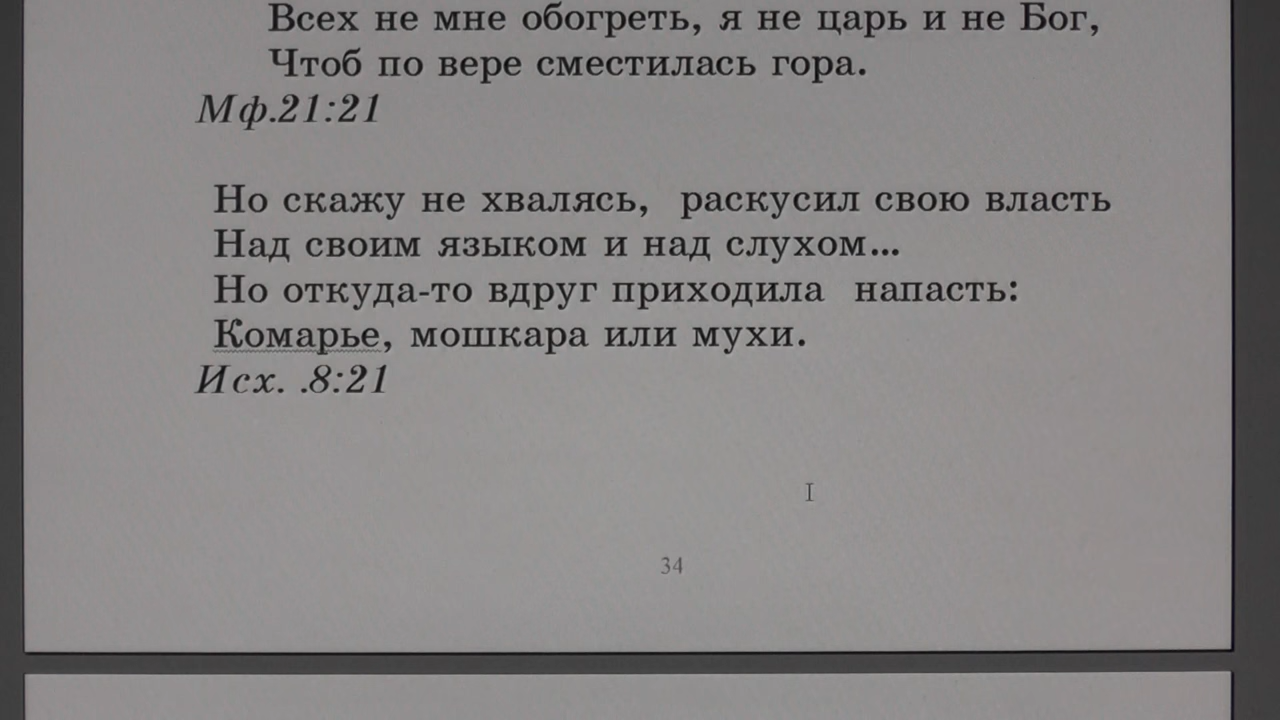 Всех не мне обогреть, я не царь и не Бог,
Чтоб по вере сместилась гора.
Мф.21:21
Но скажу не хвалясь,  раскусил свою власть
Над своим языком и над слухом...
Но откуда-то вдруг приходила  напасть:
Комарье, мошкара или мухи.
Исх. .8:21
34